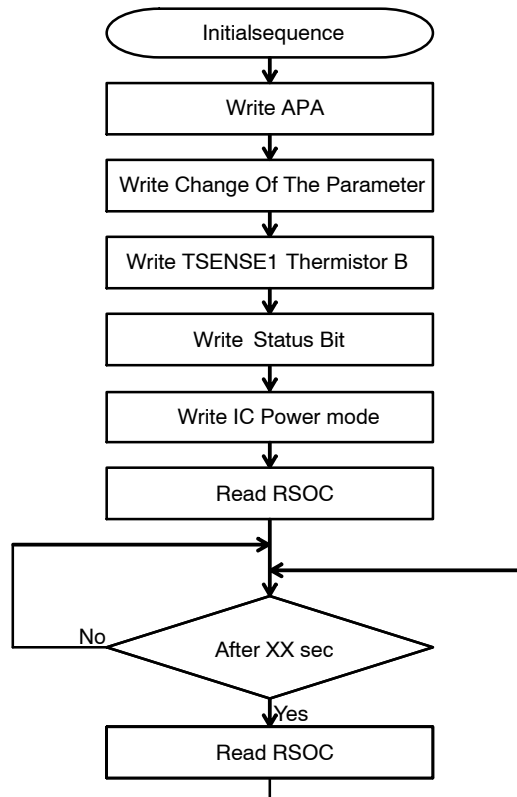 Initialsequence
Write APA
Write Change Of The Parameter
Write TSENSE1 Thermistor B
Write Status Bit
Write IC Power mode
Read RSOC
No
After XX sec
Yes
Read RSOC